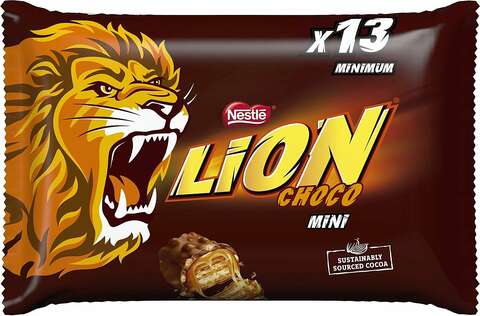 x13
MINIMUM
Nestlé
LION
CHOCO
MINI
SUSTAINABLY
SOURCED COCOA